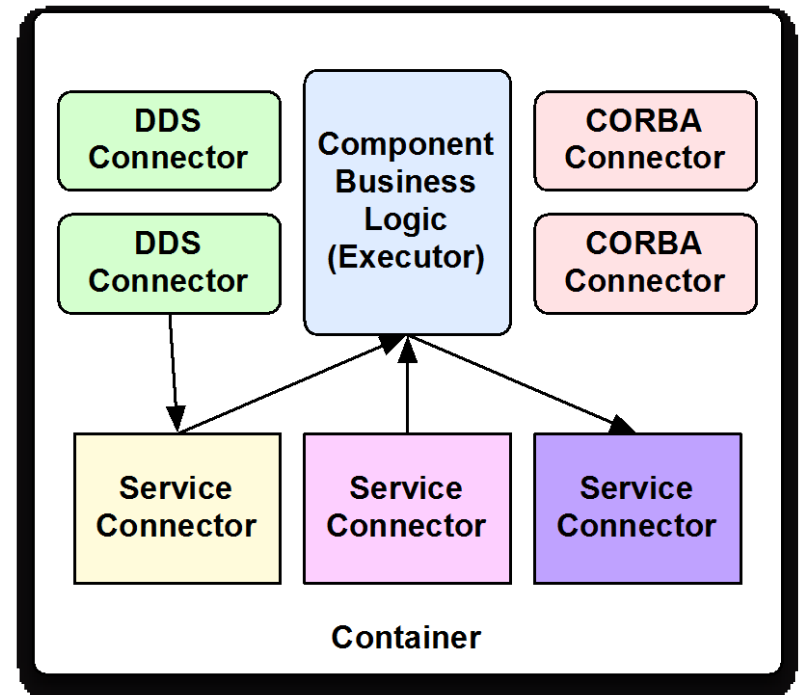 DDS
Connector
Component
Business
Logic
(Executor)
CORBA
Connector
DDS
Connector
CORBA
Connector
Service
Connector
Service
Connector
Service
Connector
Container